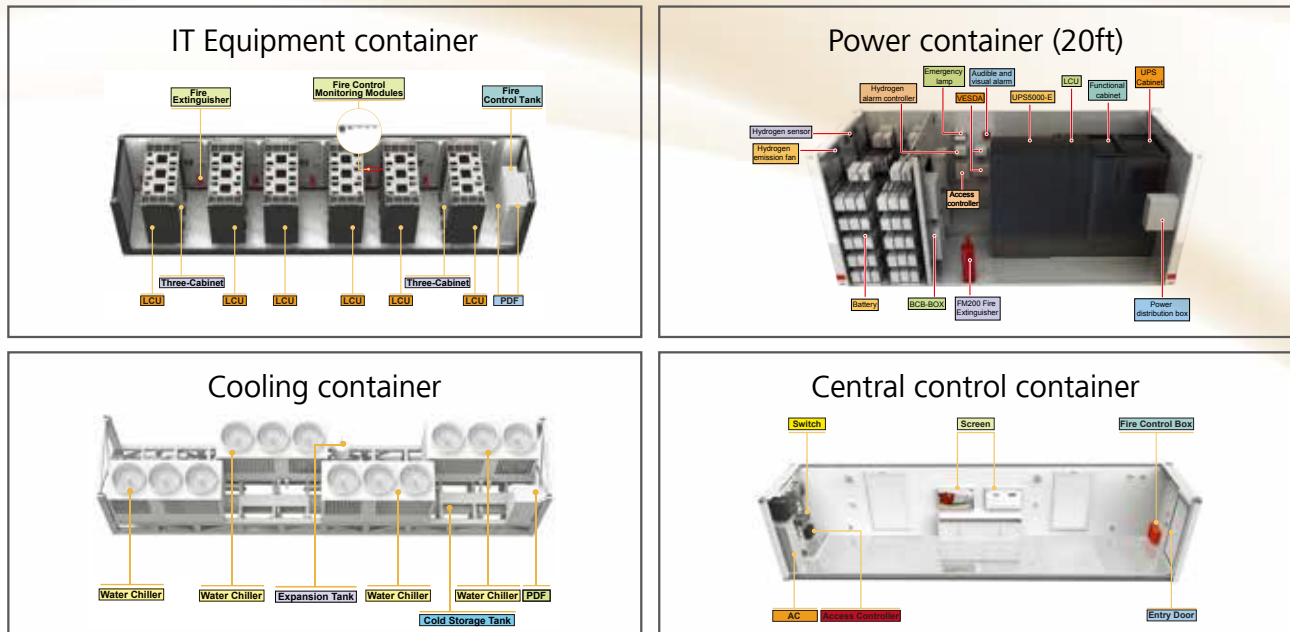 IT Equipment container
Fire
Extinguisher
Fire Control
Monitoring Modules
Fire
Control Tank
Three-Cabinet
Three-Cabinet
LCU
LCU
LCU
LCU
LCU
LCU
PDF
Power container (20ft)
Hydrogen
alarm controller
Emergency
lamp
Audible and
visual alarm
VESDA
UPS5000-E
LCU
Functional
cabinet
UPS
Cabinet
Hydrogen sensor
Hydrogen
emission fan
Access
controller
Battery
BCB-BOX
FM200 Fire
Extinguisher
Power
distribution box
Cooling container
Water Chiller
Water Chiller
Expansion Tank
Water Chiller
Water Chiller
PDF
Cold Storage Tank
Central control container
Switch
Screen
Fire Control Box
AC
Access Controller
Entry Door